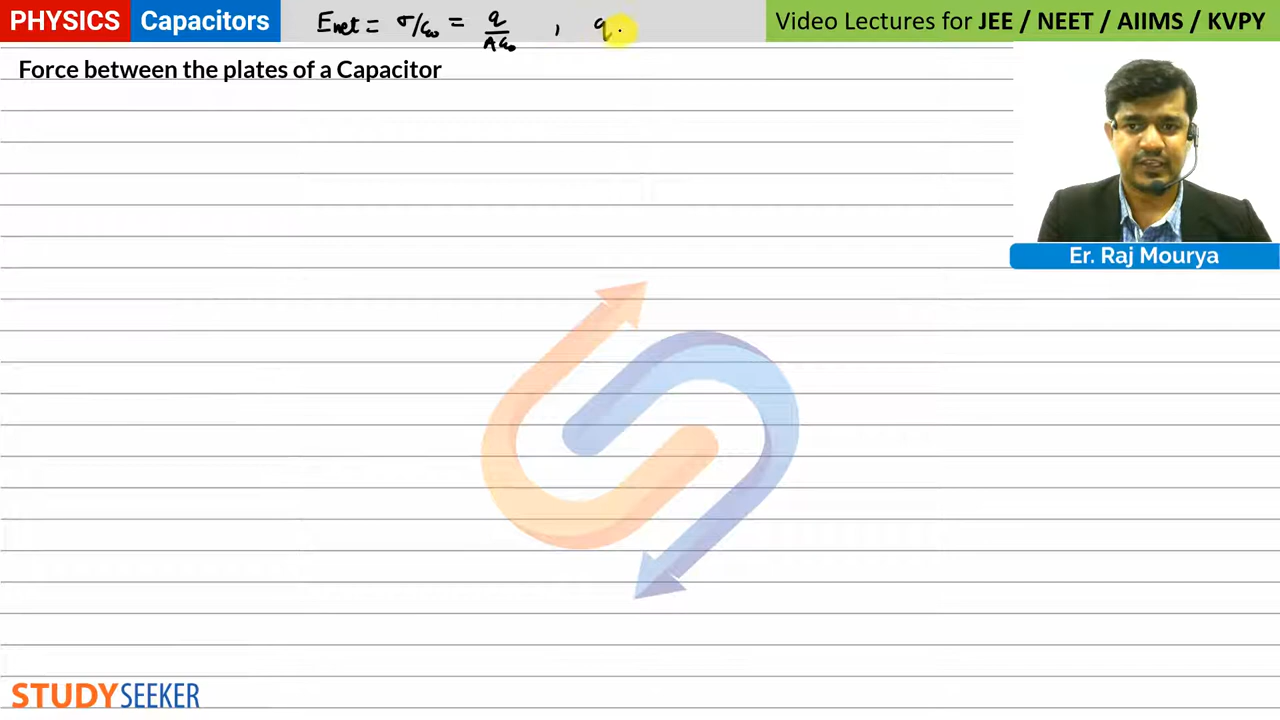 PHYSICS Capacitors E_net = σ/ε₀ = q/Aε₀ , q Video Lectures for JEE / NEET / AIIMS / KVPY
Force between the plates of a Capacitor
Er. Raj Mourya
STUDYSEEKER